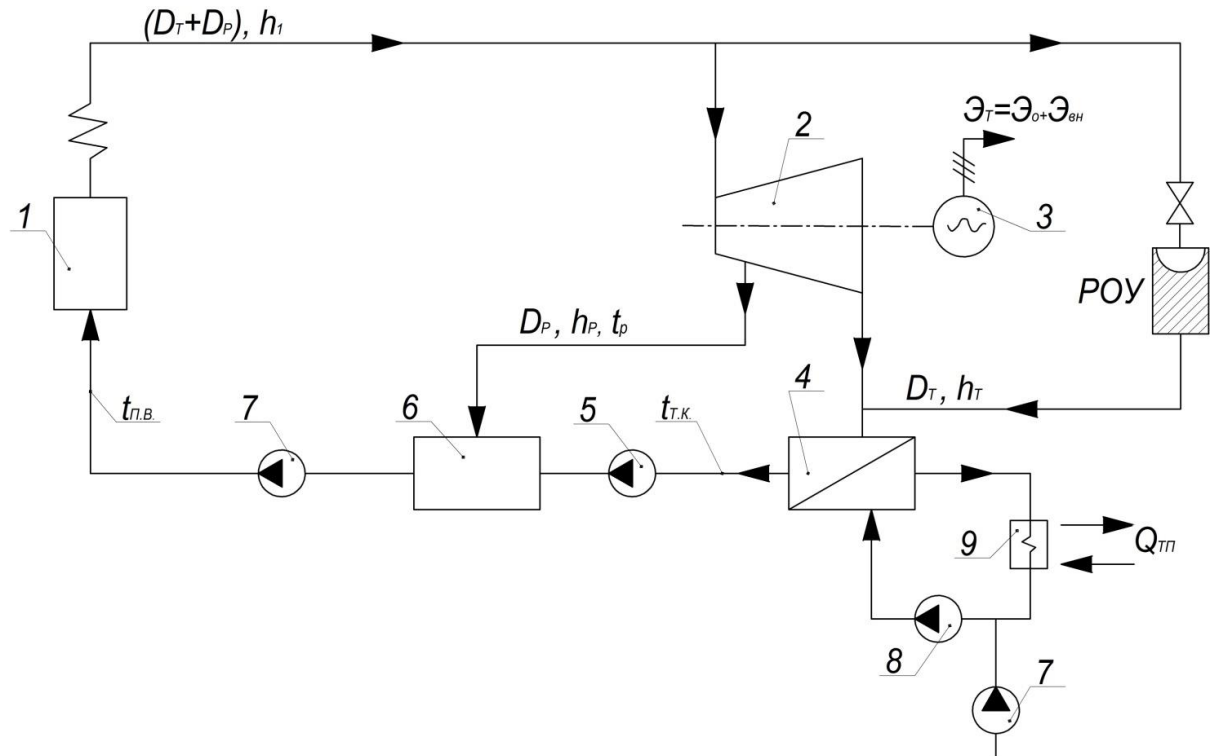 (Dт+Dр), h₁
Эт=Эо+Эвн
2
1
3
РОУ
Dр, hр, tр
4
Dт, hт
tп.в.
7
6
5
tт.к.
9
Qтп
8
7